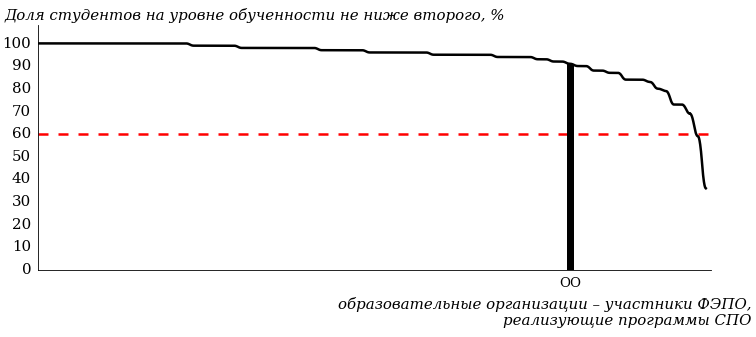 Доля студентов на уровне обученности не ниже второго, %
100
90
80
70
60
50
40
30
20
10
0
ОО
образовательные организации – участники ФЭПО,
реализующие программы СПО